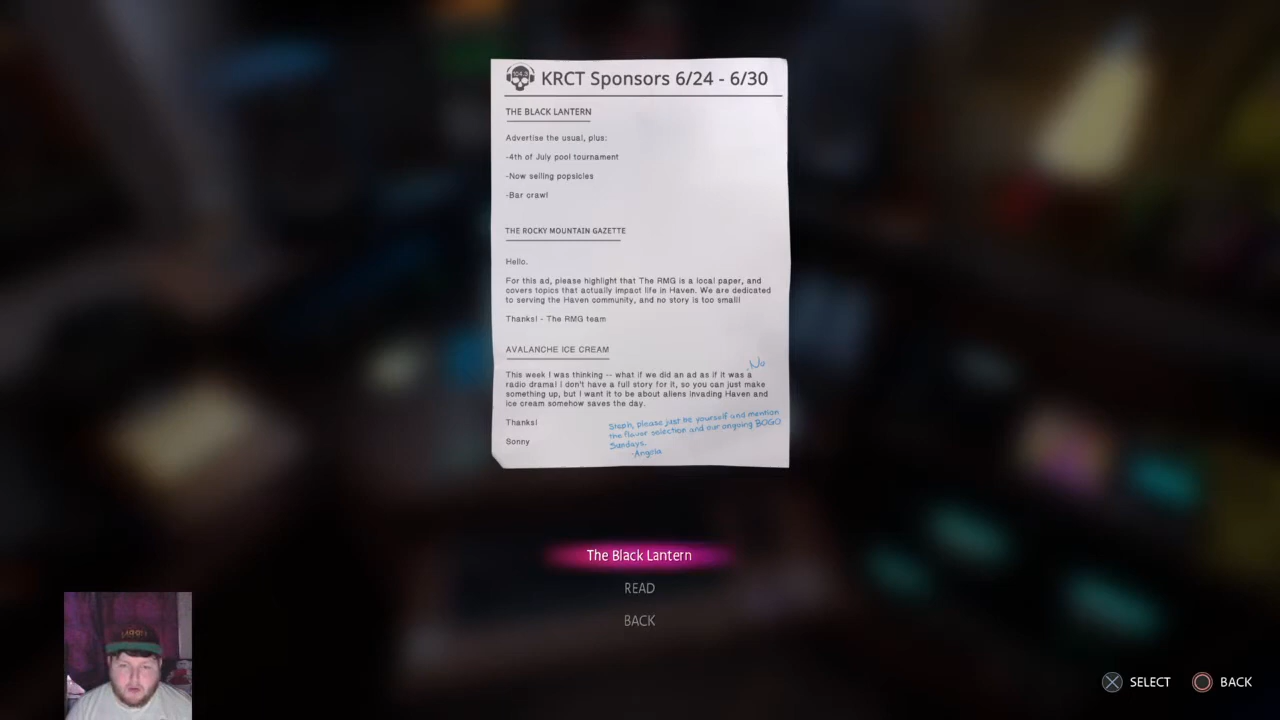 KRCT Sponsors 6/24 - 6/30
THE BLACK LANTERN
Advertise the usual, plus:
-4th of July pool tournament
-Now selling popsicles
-Bar crawl
THE ROCKY MOUNTAIN GAZETTE
Hello.
For this ad, please highlight that The RMG is a local paper, and
covers topics that actually impact life in Haven. We are dedicated
to serving the Haven community, and no story is too small!
Thanks! - The RMG team
AVALANCHE ICE CREAM
No
This week I was thinking -- what if we did an ad as if it was a
radio drama! I don't have a full story for it, so you can just make
something up, but I want it to be about aliens invading Haven and
ice cream somehow saves the day.
Thanks!
Sonny
Steph, please just be yourself and mention
the flavor selection and our ongoing BOGO
Sundays.
-Angela
The Black Lantern
READ
BACK
SELECT BACK